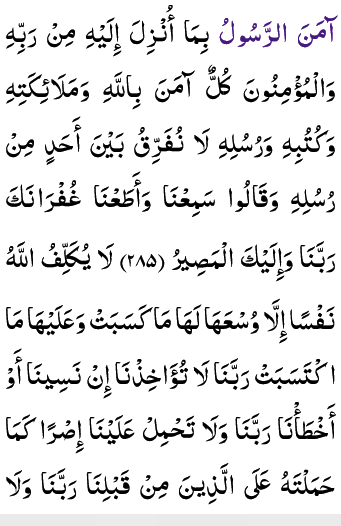 آمَنَ الرَّسُولُ بِمَا أُنْزِلَ إِلَيْهِ مِنْ رَبِّهِ
وَالْمُؤْمِنُونَ كُلٌّ آمَنَ بِاللَّهِ وَمَلَائِكَتِهِ
وَكُتُبِهِ وَرُسُلِهِ لَا نُفَرِّقُ بَيْنَ أَحَدٍ مِنْ
رُسُلِهِ وَقَالُوا سَمِعْنَا وَأَطَعْنَا غُفْرَانَكَ
رَبَّنَا وَإِلَيْكَ الْمَصِيرُ (۲۸۵) لَا يُكَلِّفُ اللَّهُ
نَفْسًا إِلَّا وُسْعَهَا لَهَا مَا كَسَبَتْ وَعَلَيْهَا مَا
اكْتَسَبَتْ رَبَّنَا لَا تُؤَاخِذْنَا إِنْ نَسِينَا أَوْ
أَخْطَأْنَا رَبَّنَا وَلَا تَحْمِلْ عَلَيْنَا إِصْرًا كَمَا
حَمَلْتَهُ عَلَى الَّذِينَ مِنْ قَبْلِنَا رَبَّنَا وَلَا